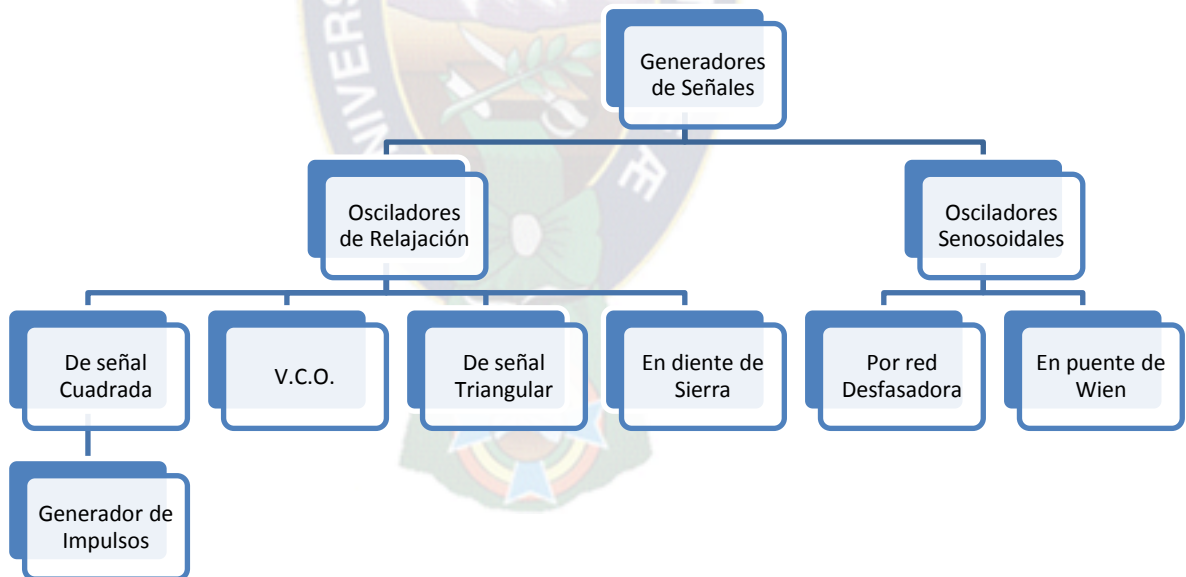 Generadores
de Señales
Osciladores
de Relajación
Osciladores
Senosoidales
De señal
Cuadrada
V.C.O.
De señal
Triangular
En diente de
Sierra
Por red
Desfasadora
En puente de
Wien
Generador de
Impulsos